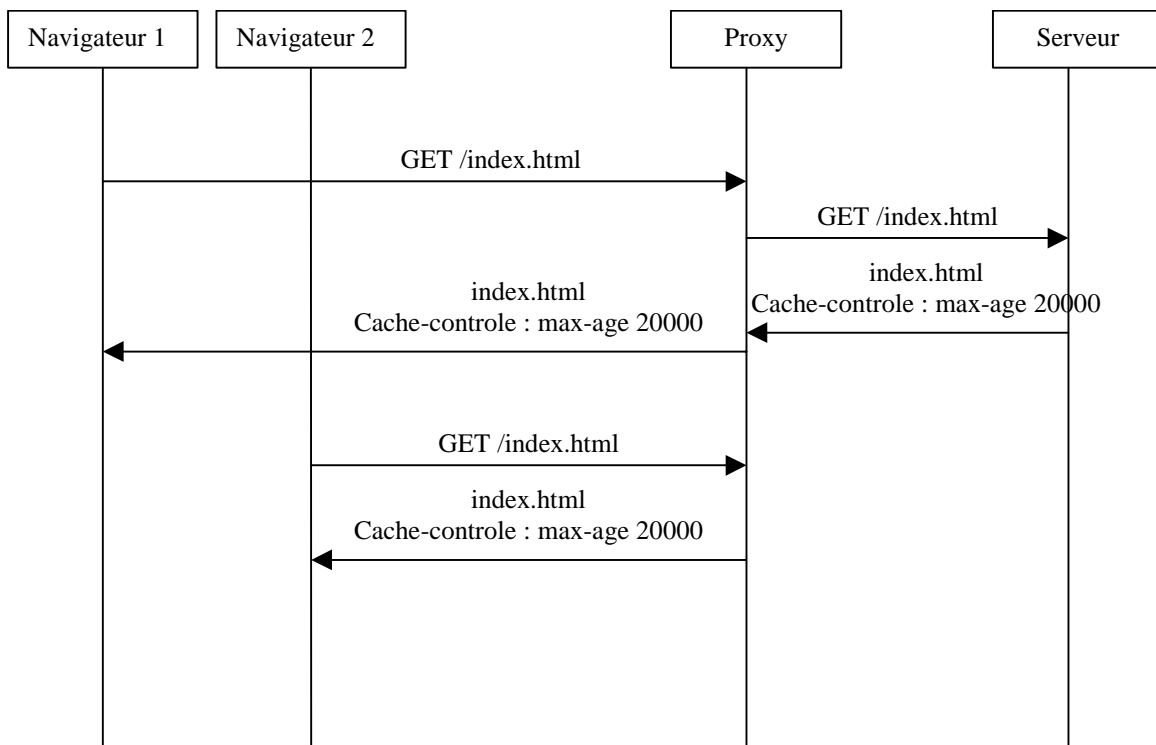 Navigateur 1
Navigateur 2
Proxy
Serveur
GET /index.html
GET /index.html
index.html
Cache-controle : max-age 20000
index.html
Cache-controle : max-age 20000
GET /index.html
index.html
Cache-controle : max-age 20000